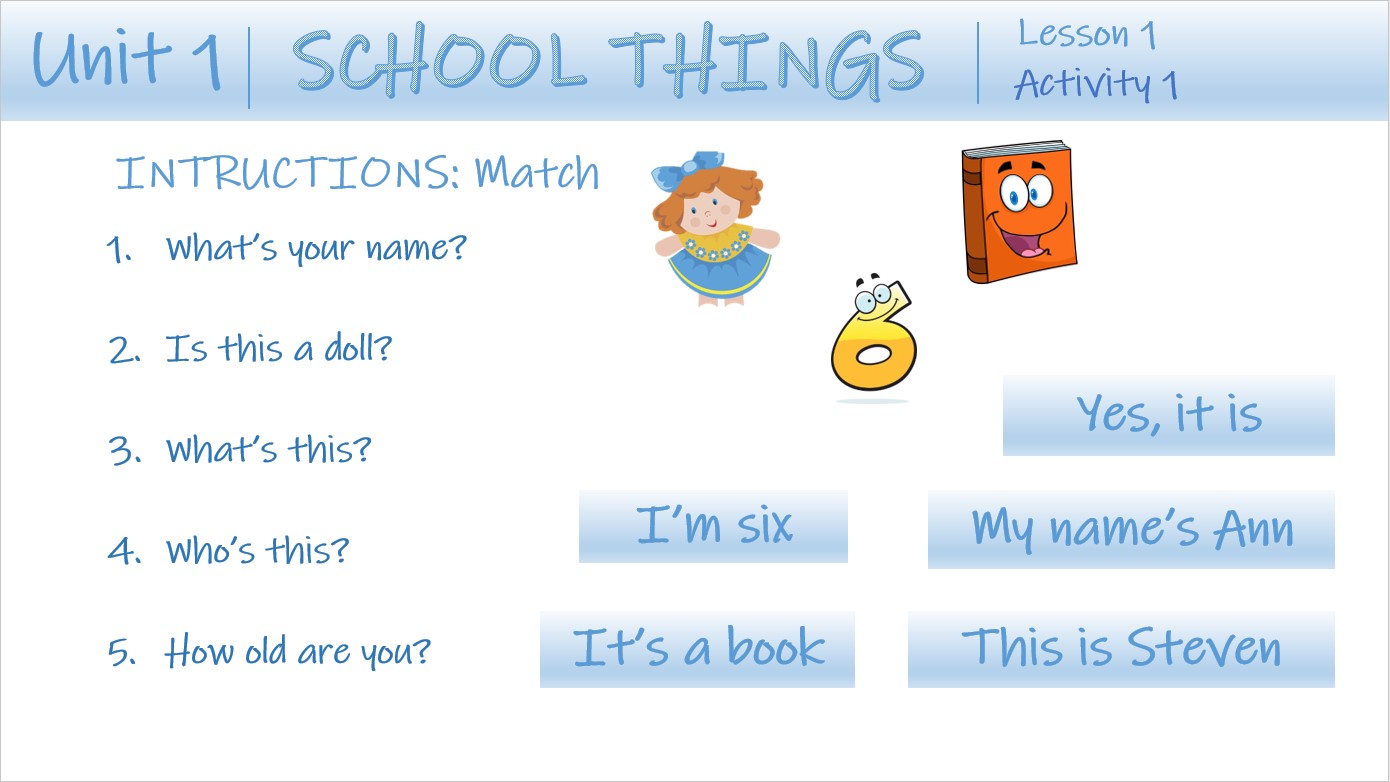 Unit 1
SCHOOL THINGS
Lesson 1
Activity 1
INTRUCTIONS: Match
1. What's your name?
2. Is this a doll?
3. What's this?
4. Who's this?
5. How old are you?
6
Yes, it is
I'm six
My name's Ann
It's a book
This is Steven